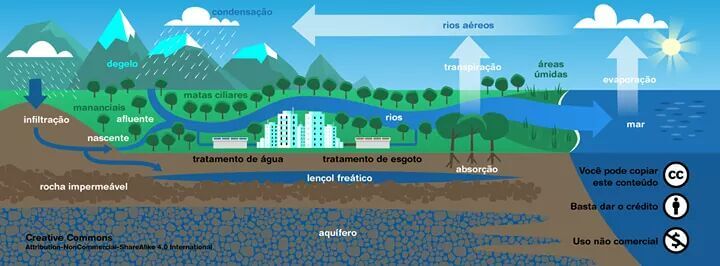 condensação
rios aéreos
degelo
transpiração
áreas
úmidas
evaporação
mananciais
matas ciliares
infiltração
afluente
rios
mar
nascente
tratamento de água
tratamento de esgoto
lençol freático
absorção
rocha impermeável
aquífero
Você pode copiar
este conteúdo
CC
Basta dar o crédito
Uso não comercial
$
Creative Commons
Attribution-NonCommercial-ShareAlike 4.0 International